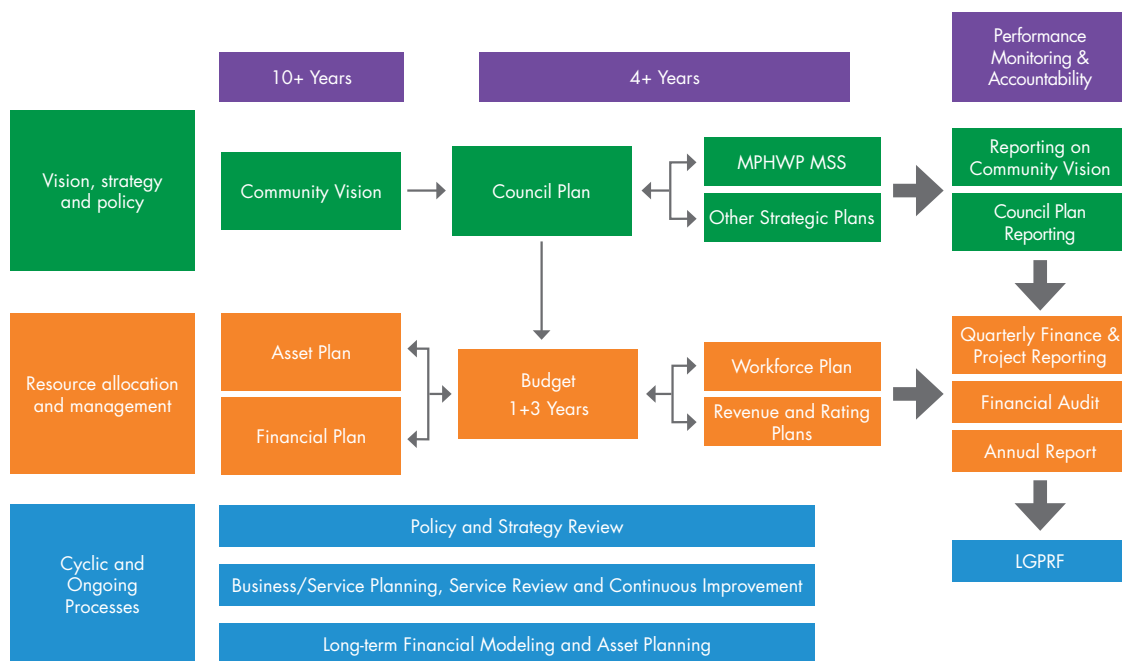 10+ Years
4+ Years
Performance
Monitoring &
Accountability
Vision, strategy
and policy
Community Vision
Council Plan
MPHWP MSS
Other Strategic Plans
Reporting on
Community Vision
Council Plan
Reporting
Resource allocation
and management
Asset Plan
Financial Plan
Budget
1+3 Years
Workforce Plan
Revenue and Rating
Plans
Quarterly Finance &
Project Reporting
Financial Audit
Annual Report
Cyclic and
Ongoing
Processes
Policy and Strategy Review
Business/Service Planning, Service Review and Continuous Improvement
Long-term Financial Modeling and Asset Planning
LGPRF